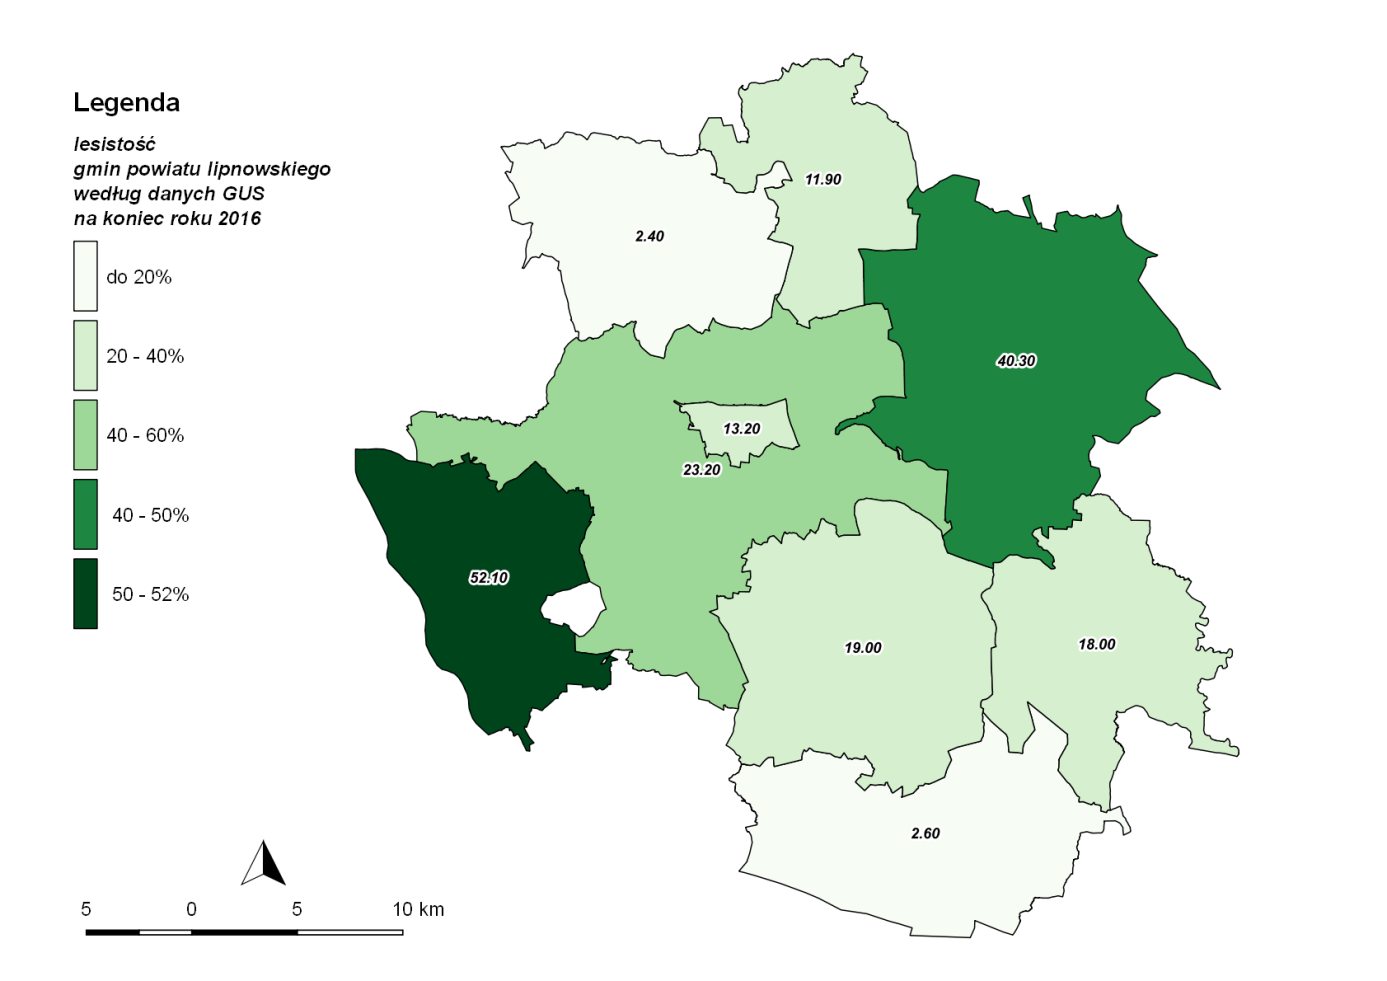 Legenda
lesistość
gmin powiatu lipnowskiego
według danych GUS
na koniec roku 2016
do 20%
20 - 40%
40 - 60%
40 - 50%
50 - 52%
11.90
2.40
40.30
13.20
23.20
52.10
19.00
18.00
2.60
5 0 5 10 km